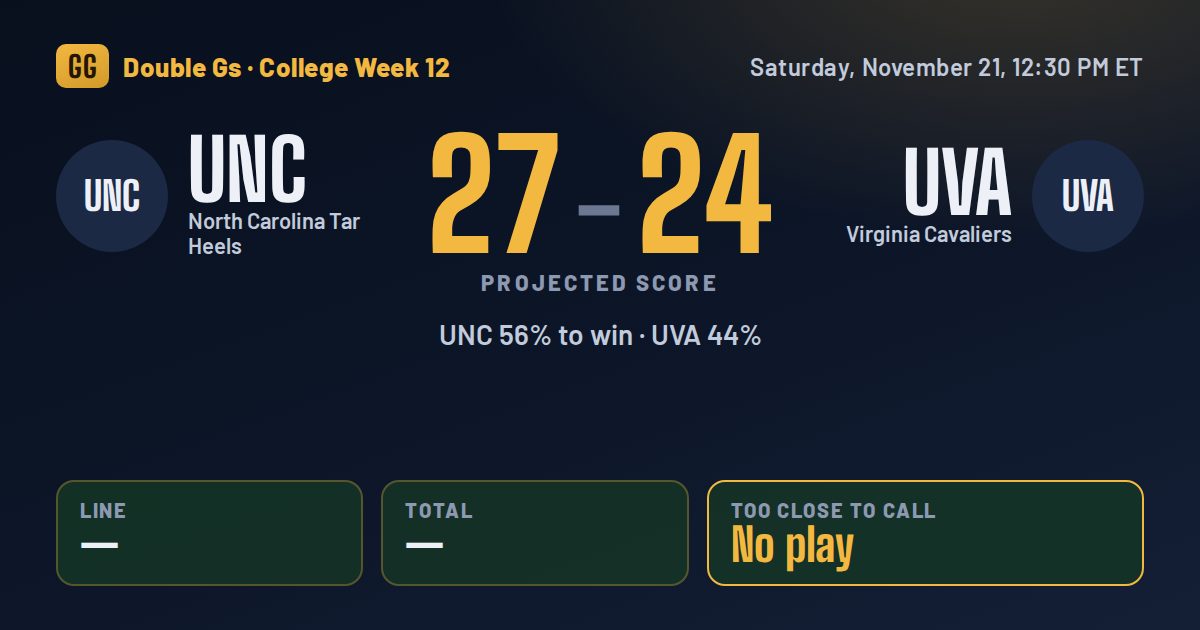 GG
Double Gs · College Week 12
Saturday, November 21, 12:30 PM ET
UNC
UNC
North Carolina Tar
Heels
27 – 24
PROJECTED SCORE
UNC 56% to win · UVA 44%
UVA
Virginia Cavaliers
UVA
LINE
—
TOTAL
—
TOO CLOSE TO CALL
No play